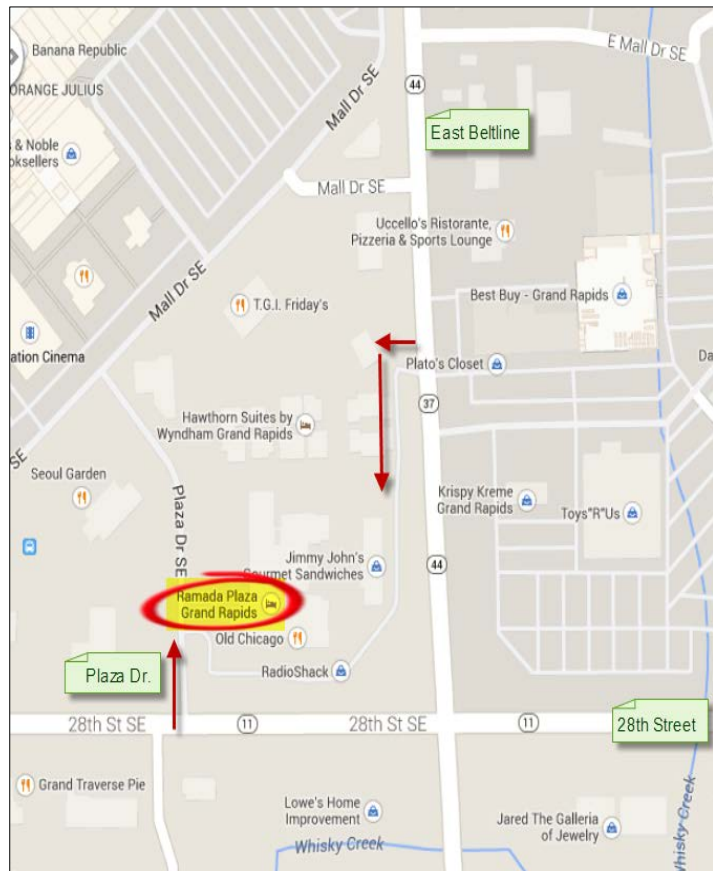 Banana Republic
ORANGE JULIUS
& Noble
oksellers
Mall Dr SE
E Mall Dr SE
44
East Beltline
Mall Dr SE
Uccello's Ristorante,
Pizzeria & Sports Lounge
Mall Dr SE
T.G.I. Friday's
Best Buy - Grand Rapids
ation Cinema
Plato's Closet
Da
37
Hawthorn Suites by
Wyndham Grand Rapids
SE
Seoul Garden
Plaza Dr SE
Krispy Kreme
Grand Rapids
Toys"R"Us
Jimmy John's
Gourmet Sandwiches
44
Ramada Plaza
Grand Rapids
Old Chicago
RadioShack
Plaza Dr.
28th St SE
11
28th St SE
11
28th Street
Grand Traverse Pie
Lowe's Home
Improvement
Jared The Galleria
of Jewelry
Whisky Creek
Whisky Creek